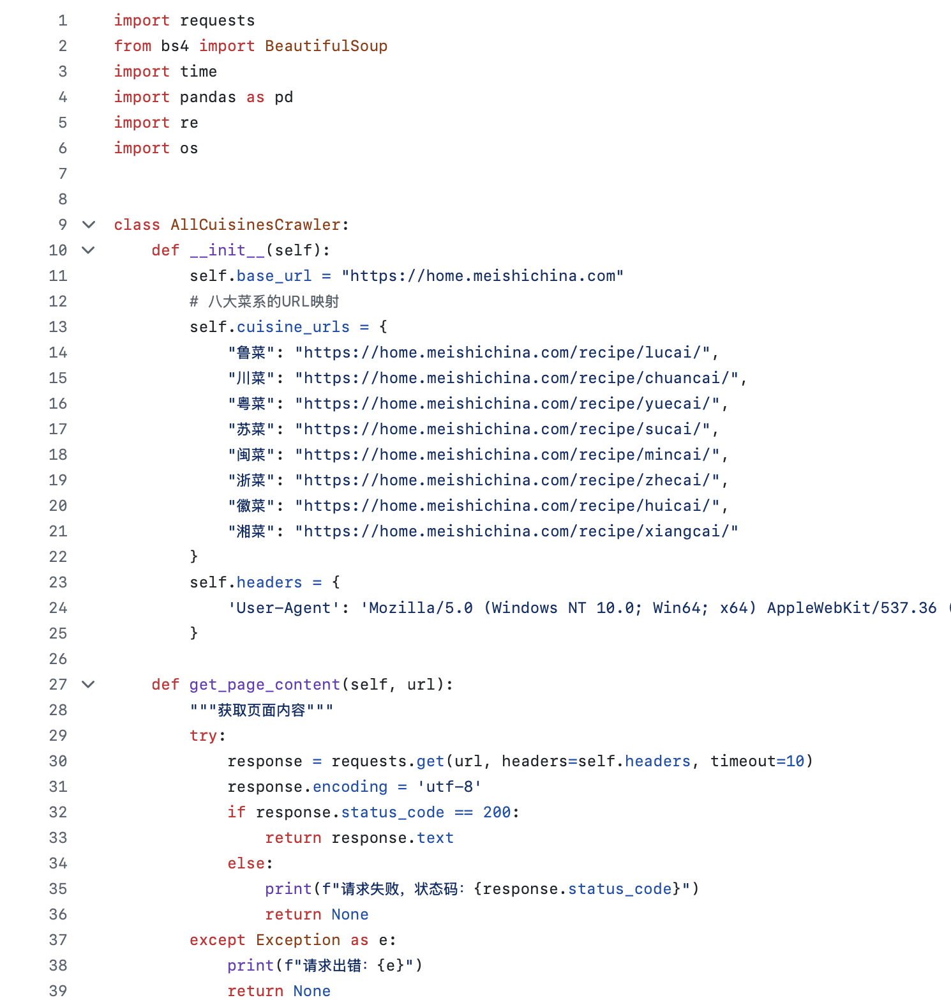 1 import requests
2 from bs4 import BeautifulSoup
3 import time
4 import pandas as pd
5 import re
6 import os
7
8
9 class AllCuisinesCrawler:
10     def __init__(self):
11         self.base_url = "https://home.meishichina.com"
12         # 八大菜系的URL映射
13         self.cuisine_urls = {
14             "鲁菜": "https://home.meishichina.com/recipe/lucai/",
15             "川菜": "https://home.meishichina.com/recipe/chuancai/",
16             "粤菜": "https://home.meishichina.com/recipe/yuecai/",
17             "苏菜": "https://home.meishichina.com/recipe/sucai/",
18             "闽菜": "https://home.meishichina.com/recipe/mincai/",
19             "浙菜": "https://home.meishichina.com/recipe/zhecai/",
20             "徽菜": "https://home.meishichina.com/recipe/huicai/",
21             "湘菜": "https://home.meishichina.com/recipe/xiangcai/"
22         }
23         self.headers = {
24             'User-Agent': 'Mozilla/5.0 (Windows NT 10.0; Win64; x64) AppleWebKit/537.36 (
25         }
26
27     def get_page_content(self, url):
28         """获取页面内容"""
29         try:
30             response = requests.get(url, headers=self.headers, timeout=10)
31             response.encoding = 'utf-8'
32             if response.status_code == 200:
33                 return response.text
34             else:
35                 print(f"请求失败，状态码：{response.status_code}")
36                 return None
37         except Exception as e:
38             print(f"请求出错：{e}")
39             return None